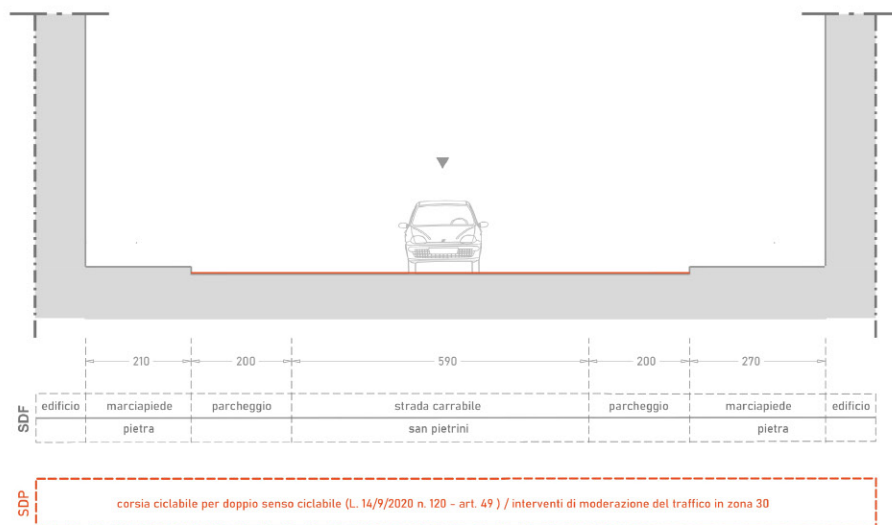 210 200 590 200 270
SDF
edificio marciapiede parcheggio strada carrabile parcheggio marciapiede edificio
pietra san pietrini pietra
SDP
corsia ciclabile per doppio senso ciclabile (L. 14/9/2020 n. 120 - art. 49 ) / interventi di moderazione del traffico in zona 30